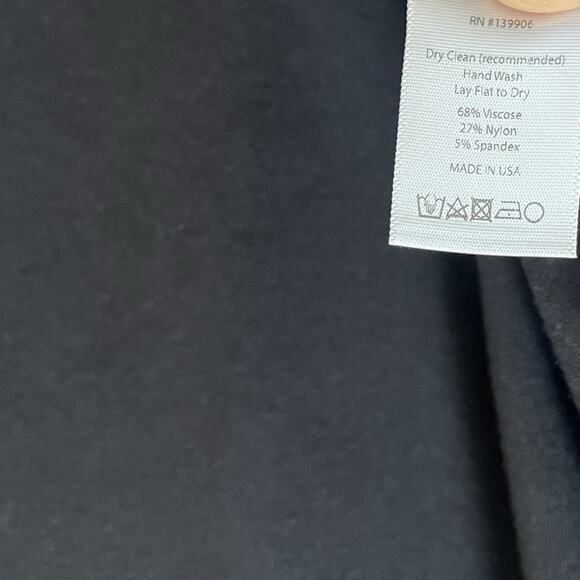 RN #139906
Dry Clean (recommended)
Hand Wash
Lay Flat to Dry
68% Viscose
27% Nylon
5% Spandex
MADE IN USA